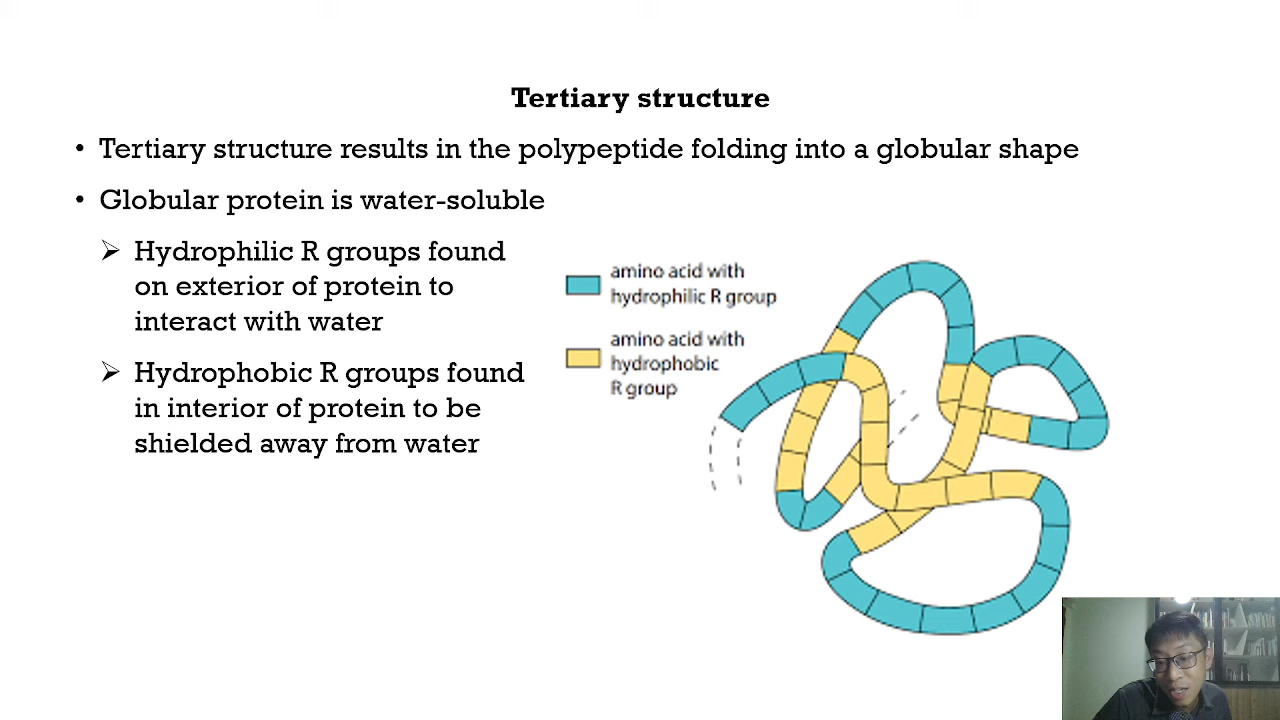 Tertiary structure
• Tertiary structure results in the polypeptide folding into a globular shape
• Globular protein is water-soluble
➢ Hydrophilic R groups found
on exterior of protein to
interact with water
➢ Hydrophobic R groups found
in interior of protein to be
shielded away from water
amino acid with
hydrophilic R group
amino acid with
hydrophobic
R group